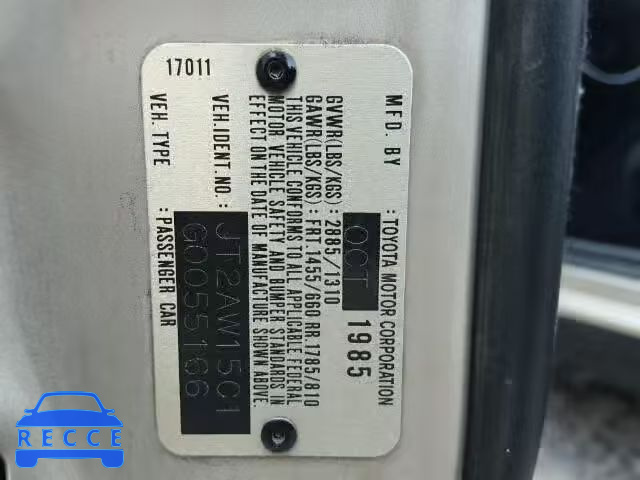 MFD. BY : TOYOTA MOTOR CORPORATION
OCT 1985
GVWR(LBS/KGS) : 2885/1310
GAWR(LBS/KGS) : FRT. 1455/660 RR. 1785/810
THIS VEHICLE CONFORMS TO ALL APPLICABLE FEDERAL
MOTOR VEHICLE SAFETY AND BUMPER STANDARDS IN
EFFECT ON THE DATE OF MANUFACTURE SHOWN ABOVE.
VEH.IDENT. NO. : JT2AW15C1
G0055166
VEH. TYPE : PASSENGER CAR
17011
RECCE